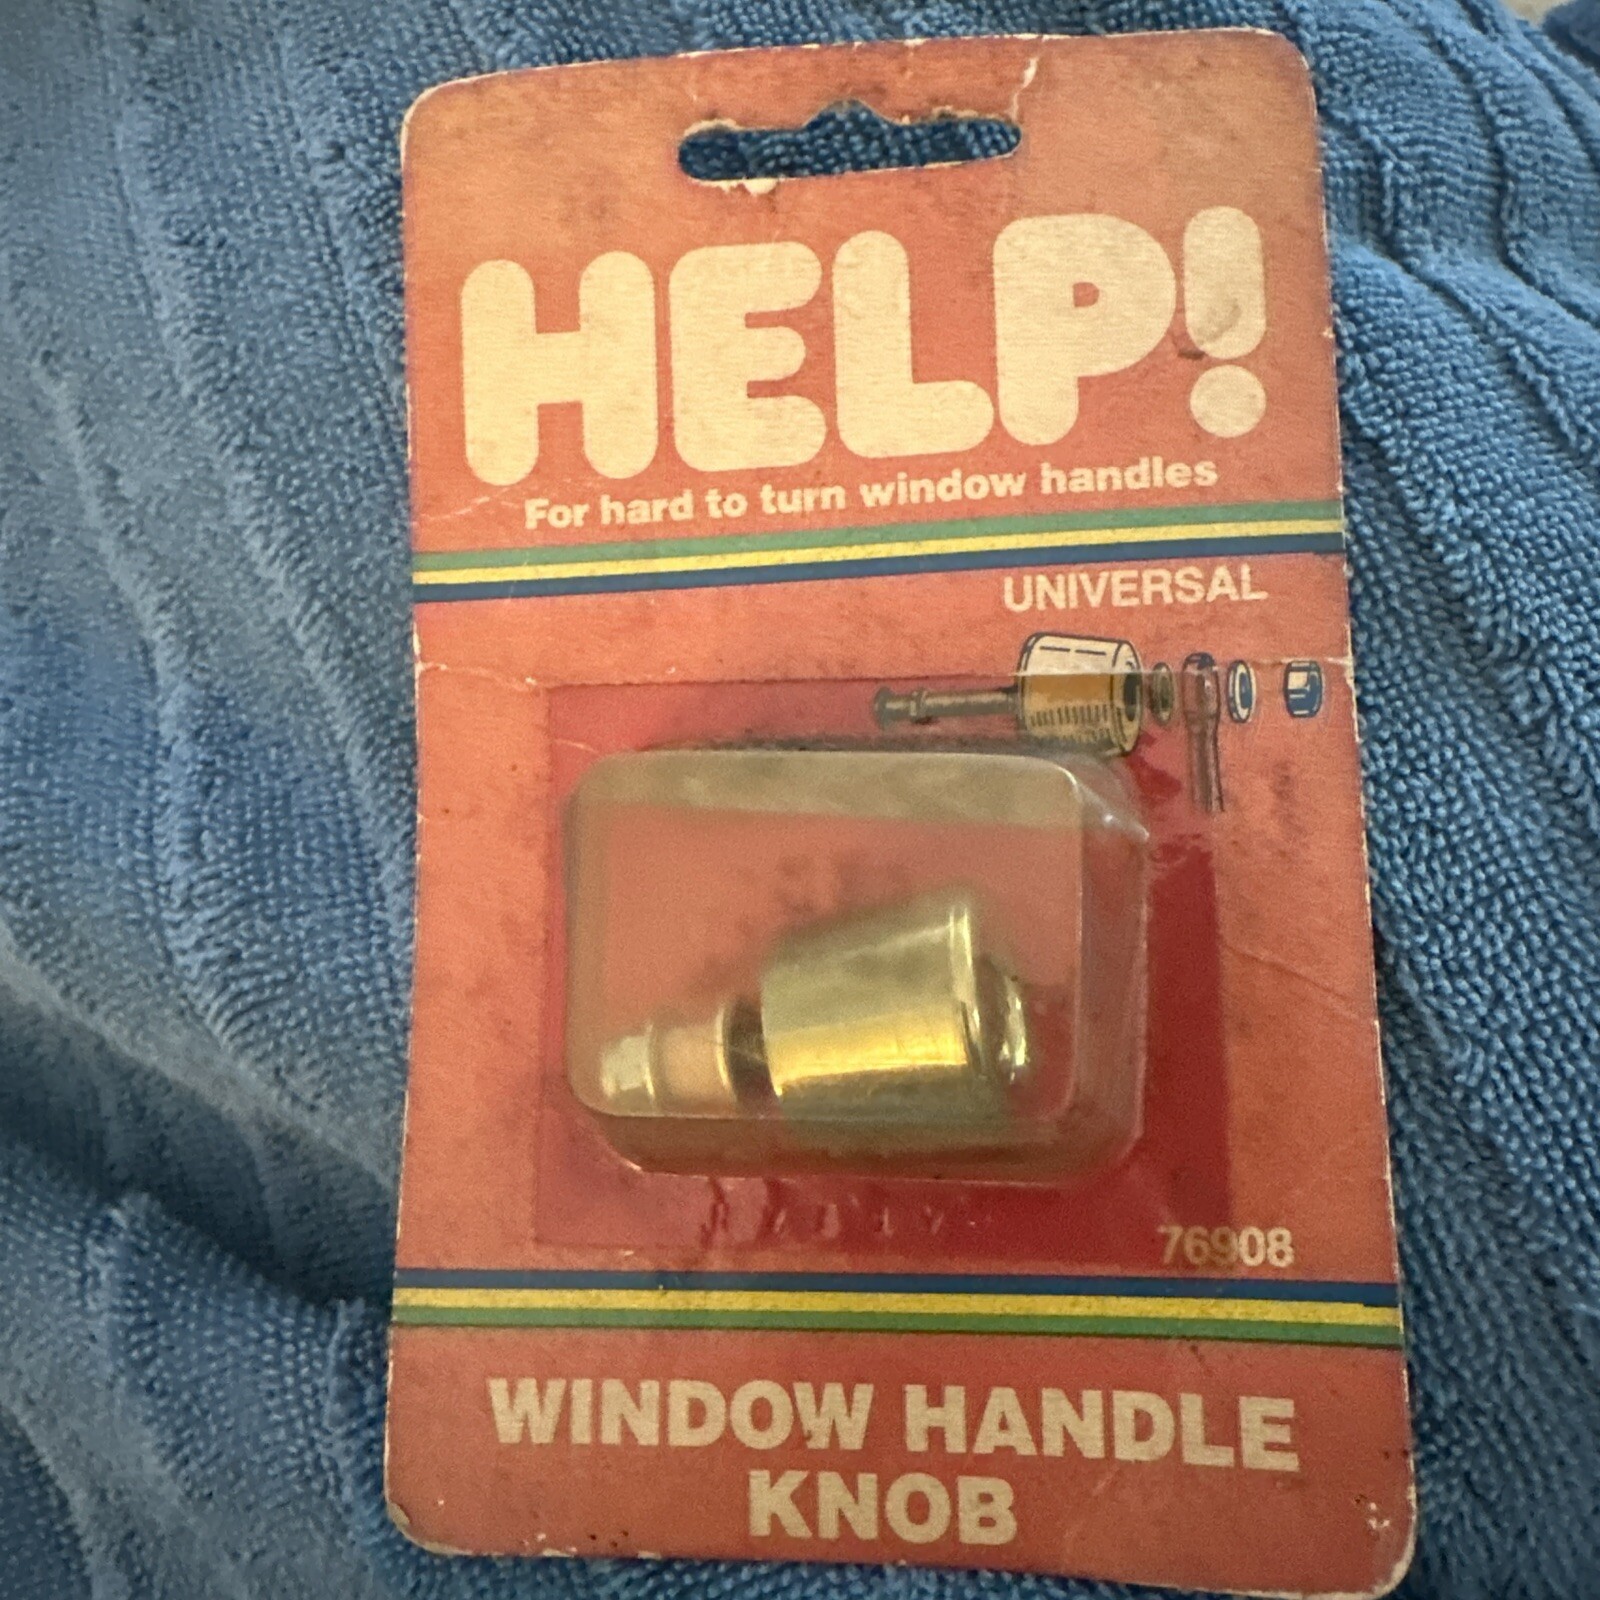 HELP!
For hard to turn window handles
UNIVERSAL
76908
WINDOW HANDLE
KNOB